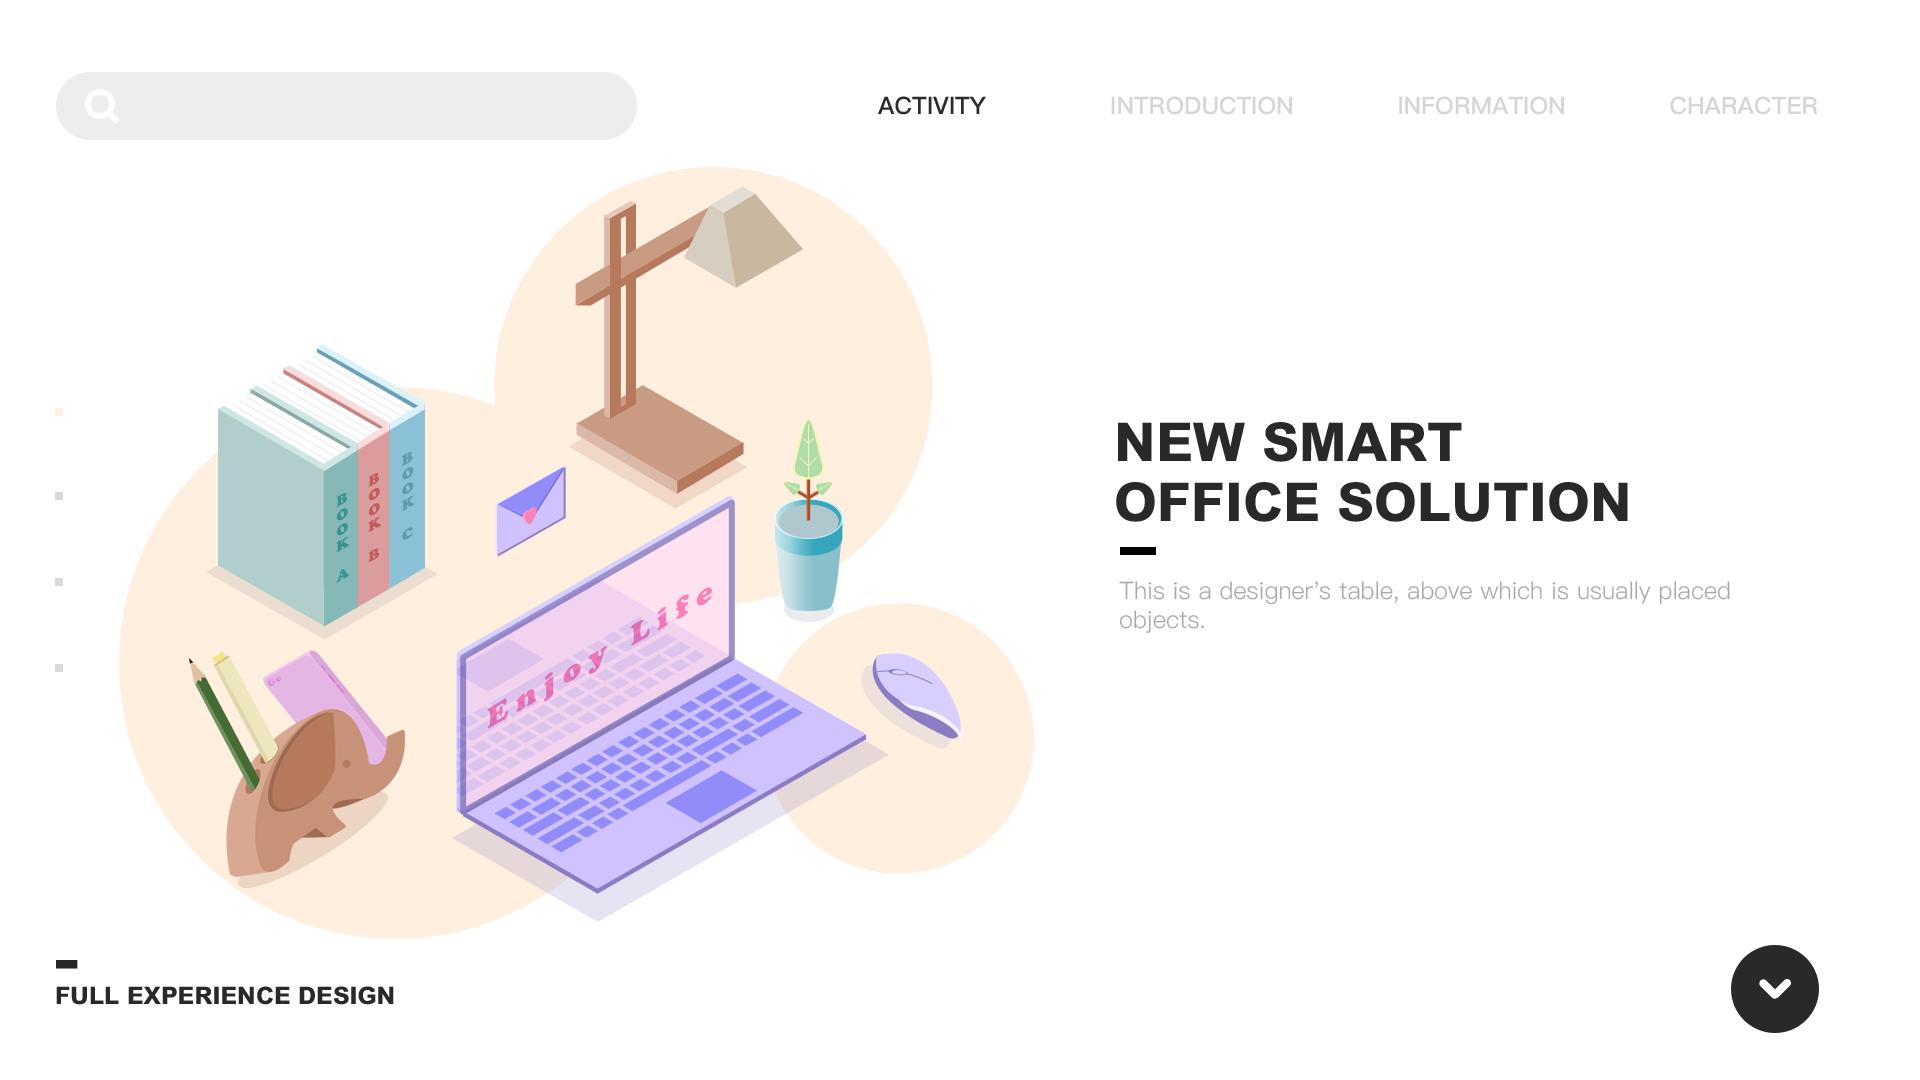 ACTIVITY
INTRODUCTION
INFORMATION
CHARACTER
BOOK A
BOOK B
BOOK C
Enjoy Life
NEW SMART
OFFICE SOLUTION
This is a designer’s table, above which is usually placed
objects.
FULL EXPERIENCE DESIGN